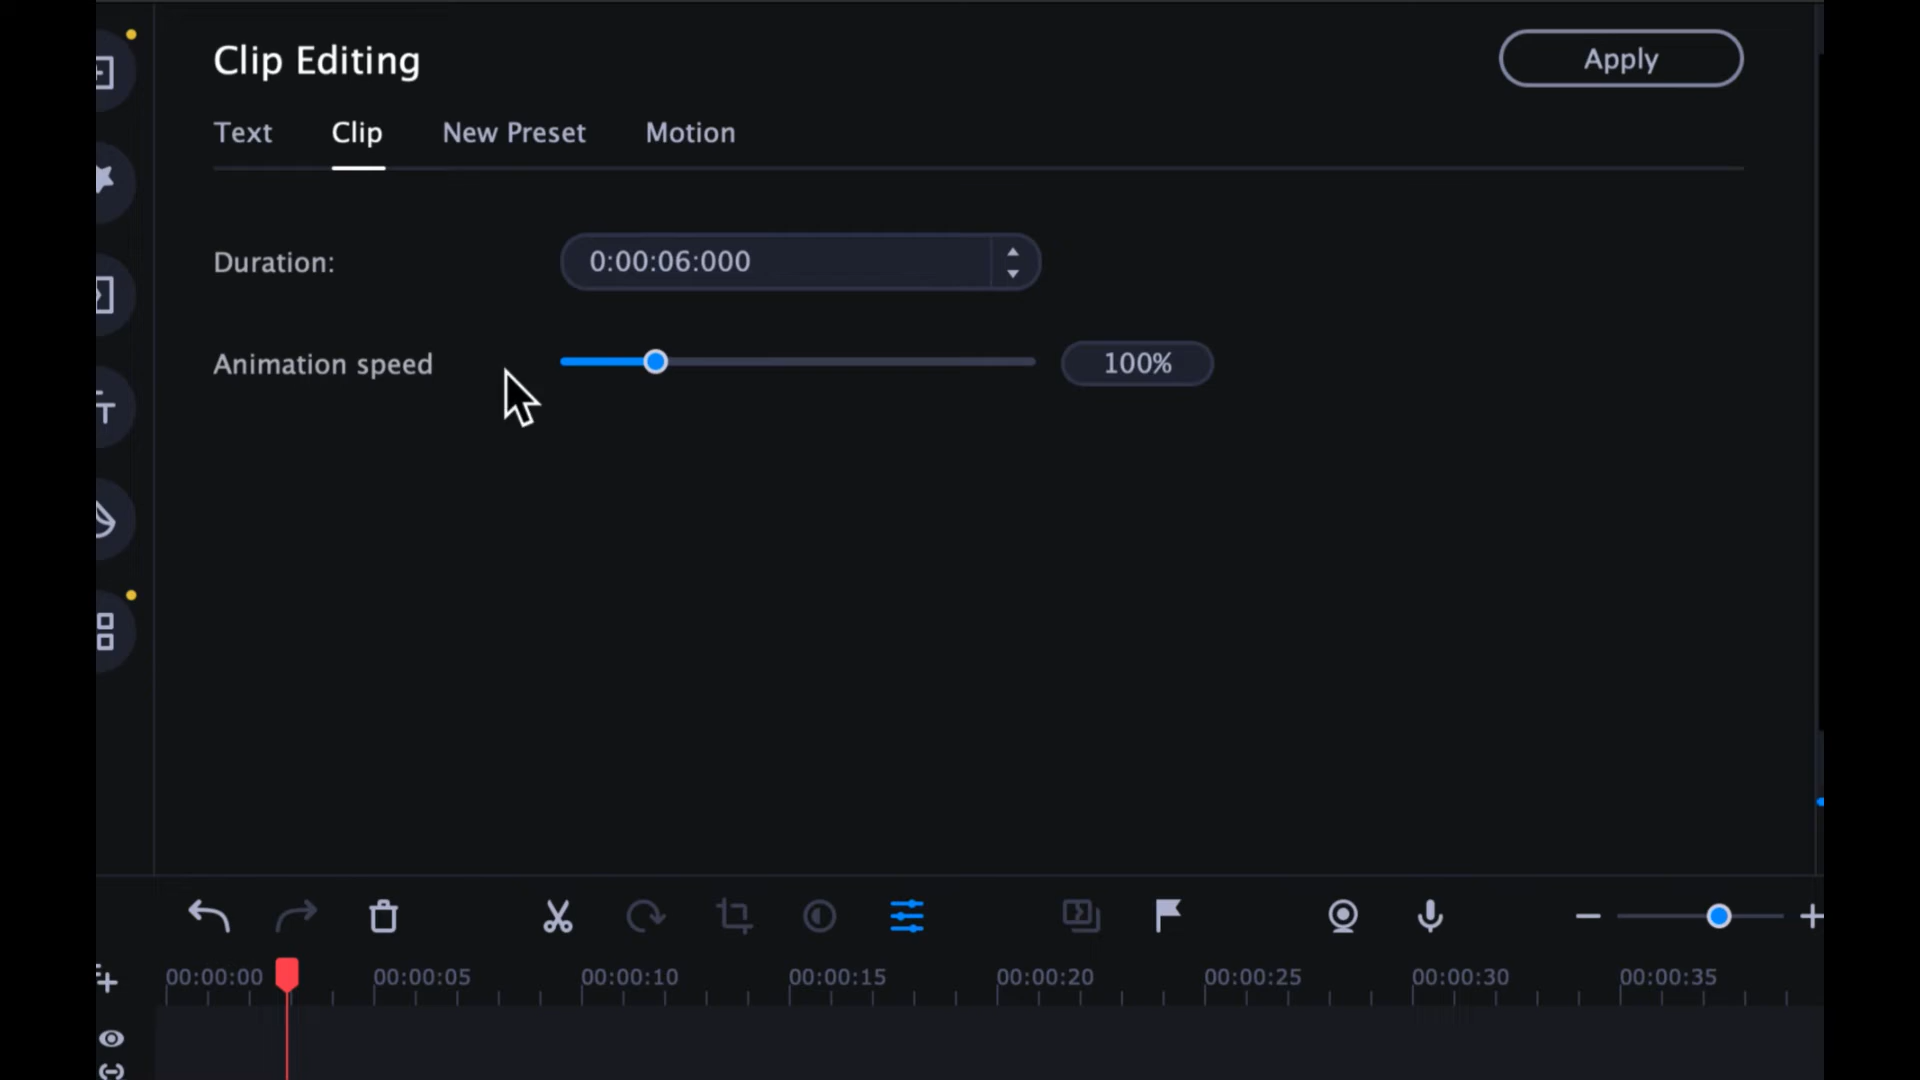 Clip Editing
Apply
Text Clip New Preset Motion
Duration: 0:00:06:000
Animation speed 100%
00:00:00 00:00:05 00:00:10 00:00:15 00:00:20 00:00:25 00:00:30 00:00:35